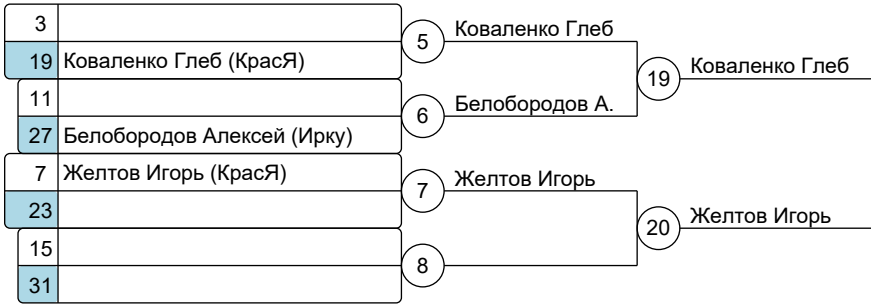 3
19 Коваленко Глеб (КрасЯ)
11
27 Белобородов Алексей (Ирку)
7 Желтов Игорь (КрасЯ)
23
15
31
5 Коваленко Глеб
6 Белобородов А.
7 Желтов Игорь
8
19 Коваленко Глеб
20 Желтов Игорь